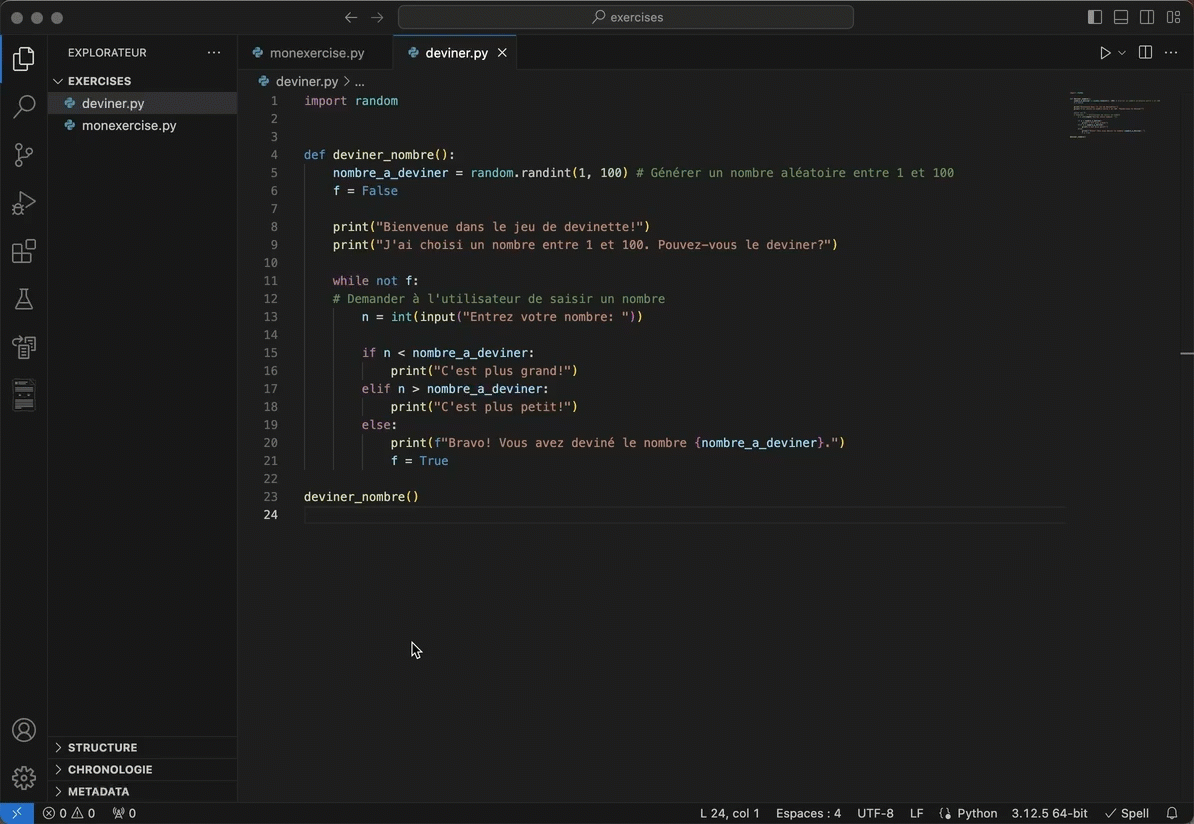 exercises
EXPLORATEUR ...
monexercise.py
deviner.py
EXERCISES
deviner.py
monexercise.py
deviner.py > ...
1 import random
2
3
4 def deviner_nombre():
5 nombre_a_deviner = random.randint(1, 100) # Générer un nombre aléatoire entre 1 et 100
6 f = False
7
8 print("Bienvenue dans le jeu de devinette!")
9 print("J'ai choisi un nombre entre 1 et 100. Pouvez-vous le deviner?")
10
11 while not f:
12 # Demander à l'utilisateur de saisir un nombre
13 n = int(input("Entrez votre nombre: "))
14
15 if n < nombre_a_deviner:
16 print("C'est plus grand!")
17 elif n > nombre_a_deviner:
18 print("C'est plus petit!")
19 else:
20 print(f"Bravo! Vous avez deviné le nombre {nombre_a_deviner}.")
21 f = True
22
23 deviner_nombre()
24
STRUCTURE
CHRONOLOGIE
METADATA
0 0 0
L 24, col 1 Espaces : 4 UTF-8 LF Python 3.12.5 64-bit Spell